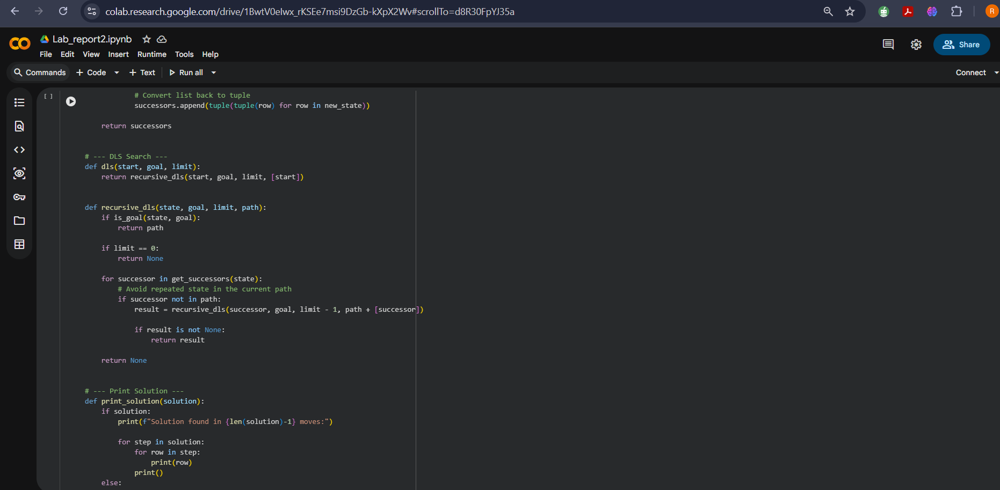 colab.research.google.com/drive/1BwtV0eIwx_rKSEe7msi9DzGb-kXpX2Wv#scrollTo=d8R30FpYJ35a
R
Lab_report2.ipynb
File Edit View Insert Runtime Tools Help
Share
Commands + Code + Text Run all
Connect
[ ]
# Convert list back to tuple
successors.append(tuple(tuple(row) for row in new_state))
return successors
# --- DLS Search ---
def dls(start, goal, limit):
return recursive_dls(start, goal, limit, [start])
def recursive_dls(state, goal, limit, path):
if is_goal(state, goal):
return path
if limit == 0:
return None
for successor in get_successors(state):
# Avoid repeated state in the current path
if successor not in path:
result = recursive_dls(successor, goal, limit - 1, path + [successor])
if result is not None:
return result
return None
# --- Print Solution ---
def print_solution(solution):
if solution:
print(f"Solution found in {len(solution)-1} moves:")
for step in solution:
for row in step:
print(row)
print()
else: